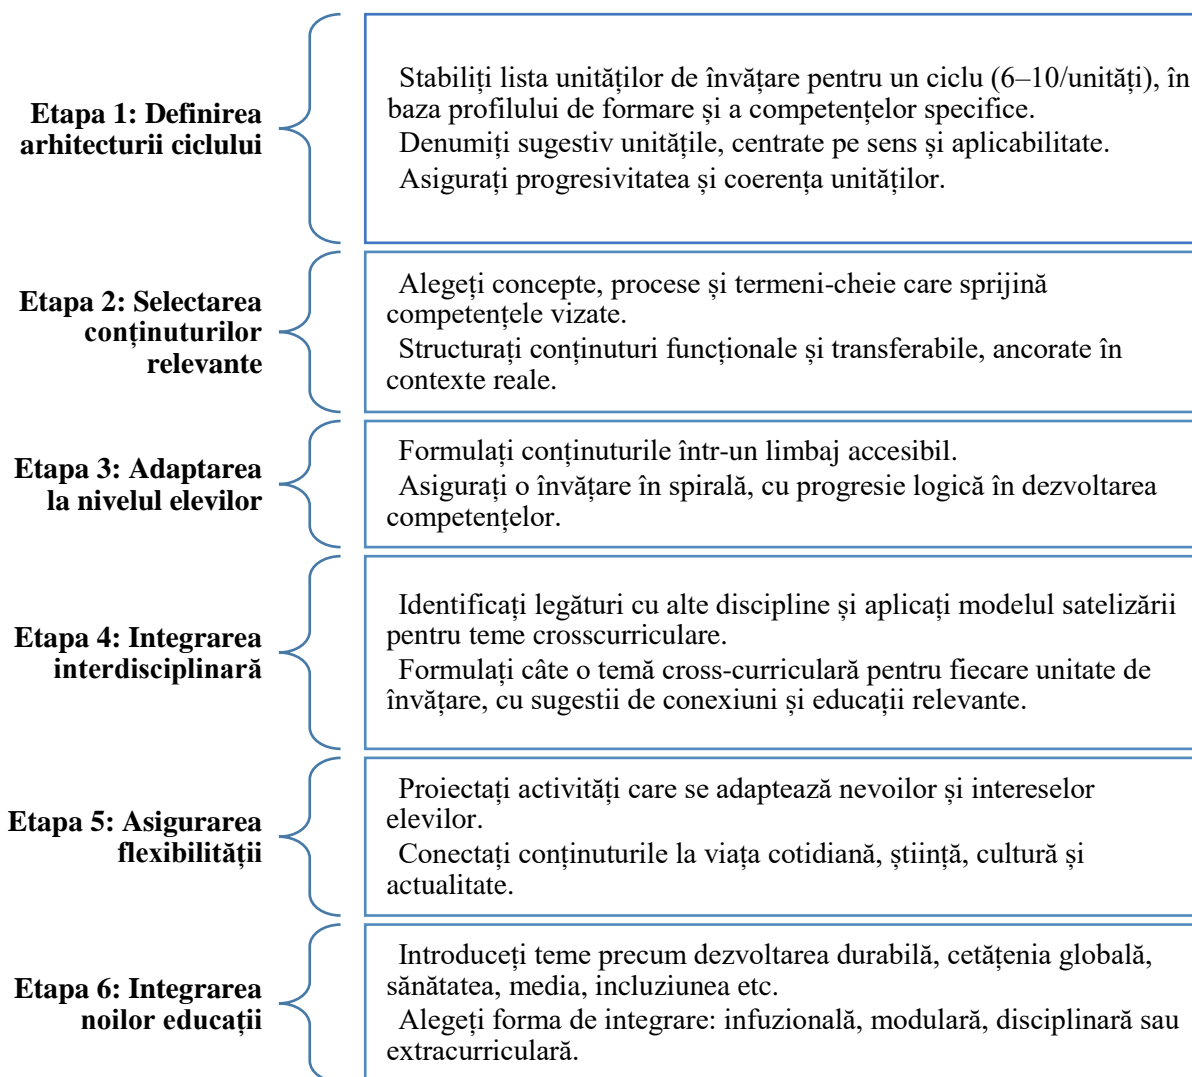 Etapa 1: Definirea
arhitecturii ciclului
Stabiliți lista unităților de învățare pentru un ciclu (6–10/unități), în
baza profilului de formare și a competențelor specifice.
Denumiți sugestiv unitățile, centrate pe sens și aplicabilitate.
Asigurați progresivitatea și coerența unităților.
Etapa 2: Selectarea
conținuturilor
relevante
Alegeți concepte, procese și termeni-cheie care sprijină
competențele vizate.
Structurați conținuturi funcționale și transferabile, ancorate în
contexte reale.
Etapa 3: Adaptarea
la nivelul elevilor
Formulați conținuturile într-un limbaj accesibil.
Asigurați o învățare în spirală, cu progresie logică în dezvoltarea
competențelor.
Etapa 4: Integrarea
interdisciplinară
Identificați legături cu alte discipline și aplicați modelul satelizării
pentru teme crosscurriculare.
Formulați câte o temă cross-curriculară pentru fiecare unitate de
învățare, cu sugestii de conexiuni și educații relevante.
Etapa 5: Asigurarea
flexibilității
Proiectați activități care se adaptează nevoilor și intereselor
elevilor.
Conectați conținuturile la viața cotidiană, știință, cultură și
actualitate.
Etapa 6: Integrarea
noilor educații
Introduceți teme precum dezvoltarea durabilă, cetățenia globală,
sănătatea, media, incluziunea etc.
Alegeți forma de integrare: infuzională, modulară, disciplinară sau
extracurriculară.